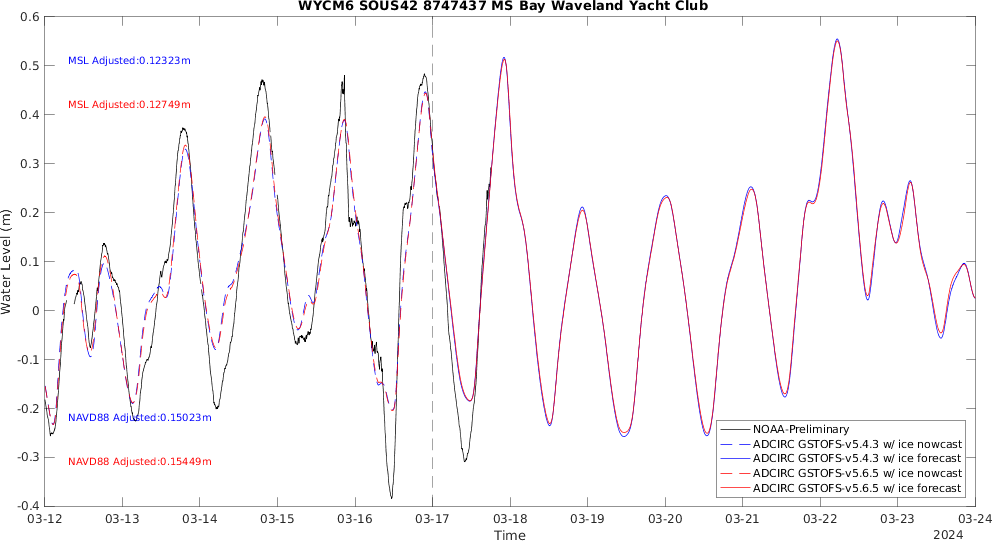 WYCM6 SOUS42 8747437 MS Bay Waveland Yacht Club
0.6
0.5
0.4
0.3
0.2
0.1
0
-0.1
-0.2
-0.3
-0.4
Water Level (m)
MSL Adjusted:0.12323m
MSL Adjusted:0.12749m
NAVD88 Adjusted:0.15023m
NAVD88 Adjusted:0.15449m
NOAA-Preliminary
ADCIRC GSTOFS-v5.4.3 w/ ice nowcast
ADCIRC GSTOFS-v5.4.3 w/ ice forecast
ADCIRC GSTOFS-v5.6.5 w/ ice nowcast
ADCIRC GSTOFS-v5.6.5 w/ ice forecast
03-12 03-13 03-14 03-15 03-16 03-17 03-18 03-19 03-20 03-21 03-22 03-23 03-24
Time
2024